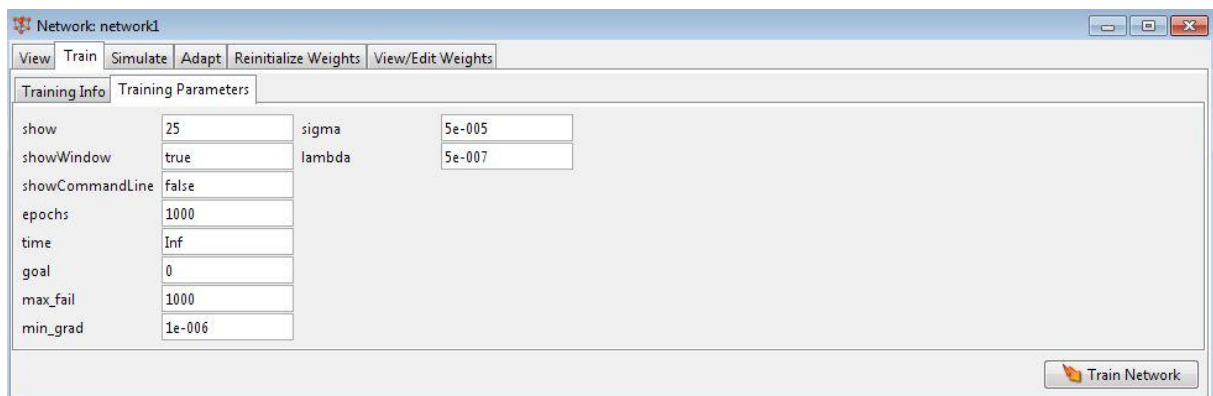 Network: network1
View Train Simulate Adapt Reinitialize Weights View/Edit Weights
Training Info Training Parameters
show 25 sigma 5e-005
showWindow true lambda 5e-007
showCommandLine false
epochs 1000
time Inf
goal 0
max_fail 1000
min_grad 1e-006
Train Network